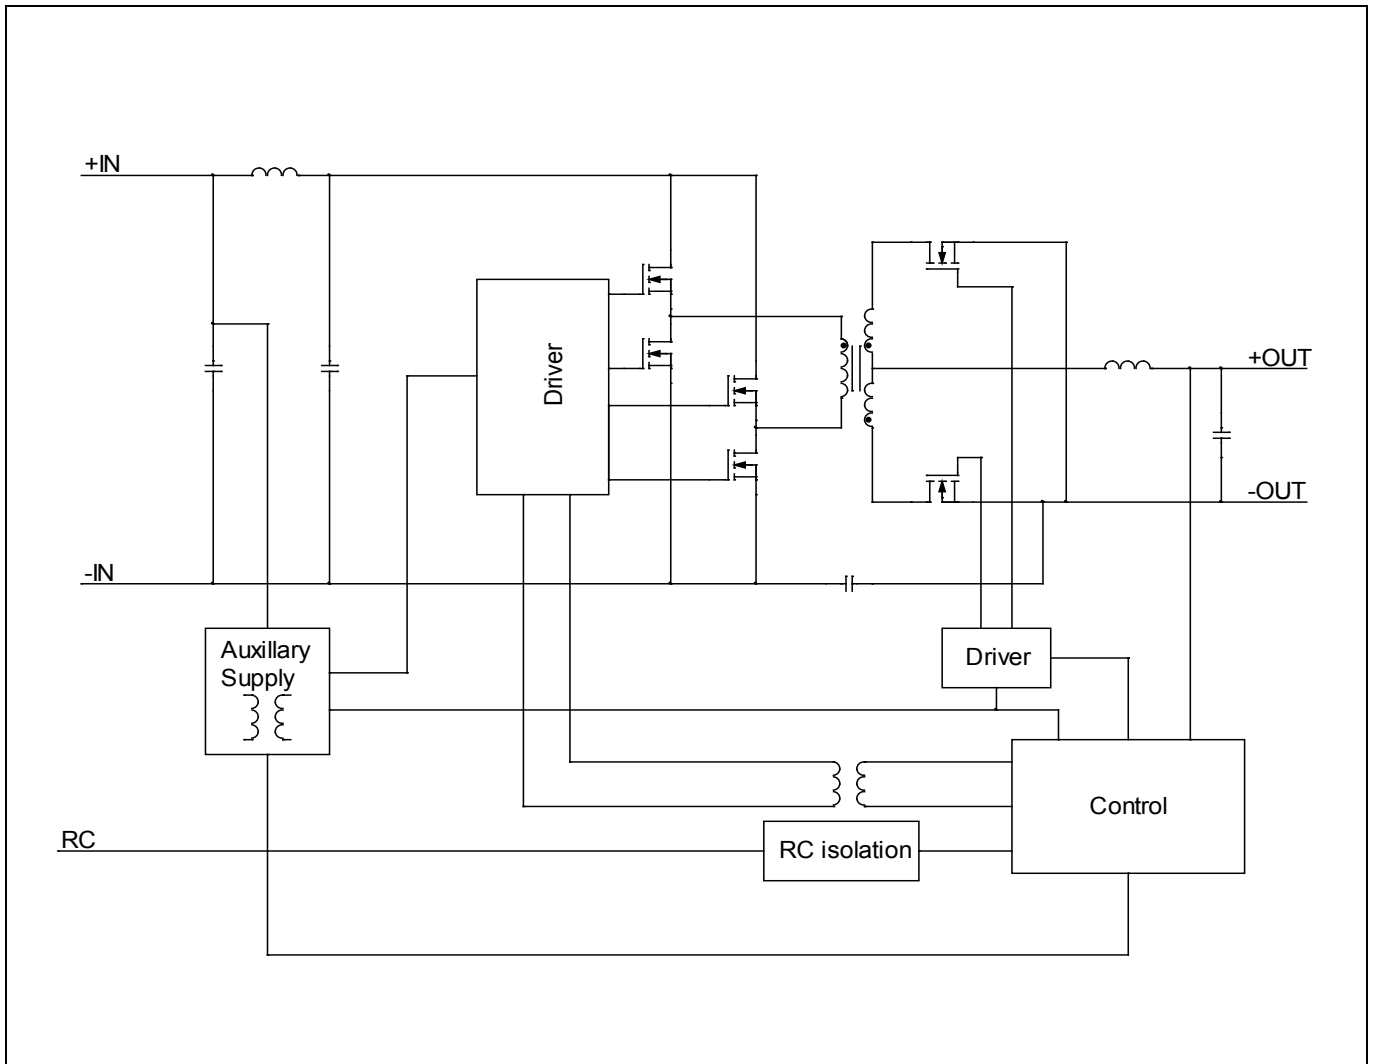 +IN
Driver
+OUT
-OUT
-IN
Auxillary
Supply
Driver
Control
RC
RC isolation